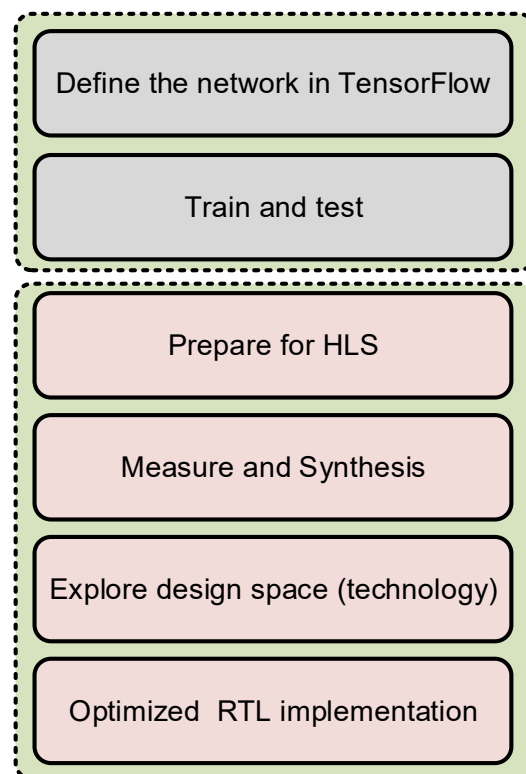 Define the network in TensorFlow
Train and test
Prepare for HLS
Measure and Synthesis
Explore design space (technology)
Optimized  RTL implementation